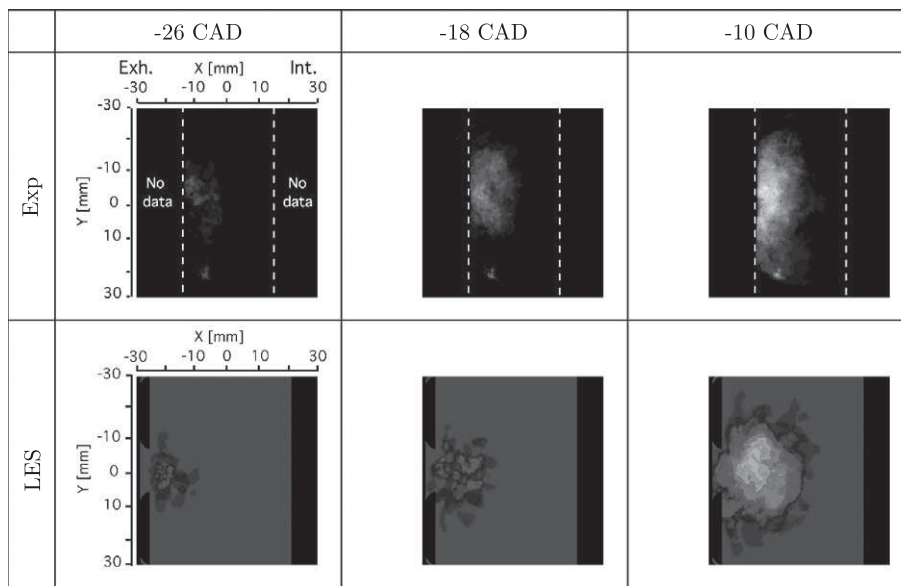 -26 CAD
-18 CAD
-10 CAD
Exp
Exh. X [mm] Int.
-30 -10 0 10 30
-30
-10
0
10
30
Y [mm]
No data
No data
LES
X [mm]
-30 -10 0 10 30
-30
-10
0
10
30
Y [mm]